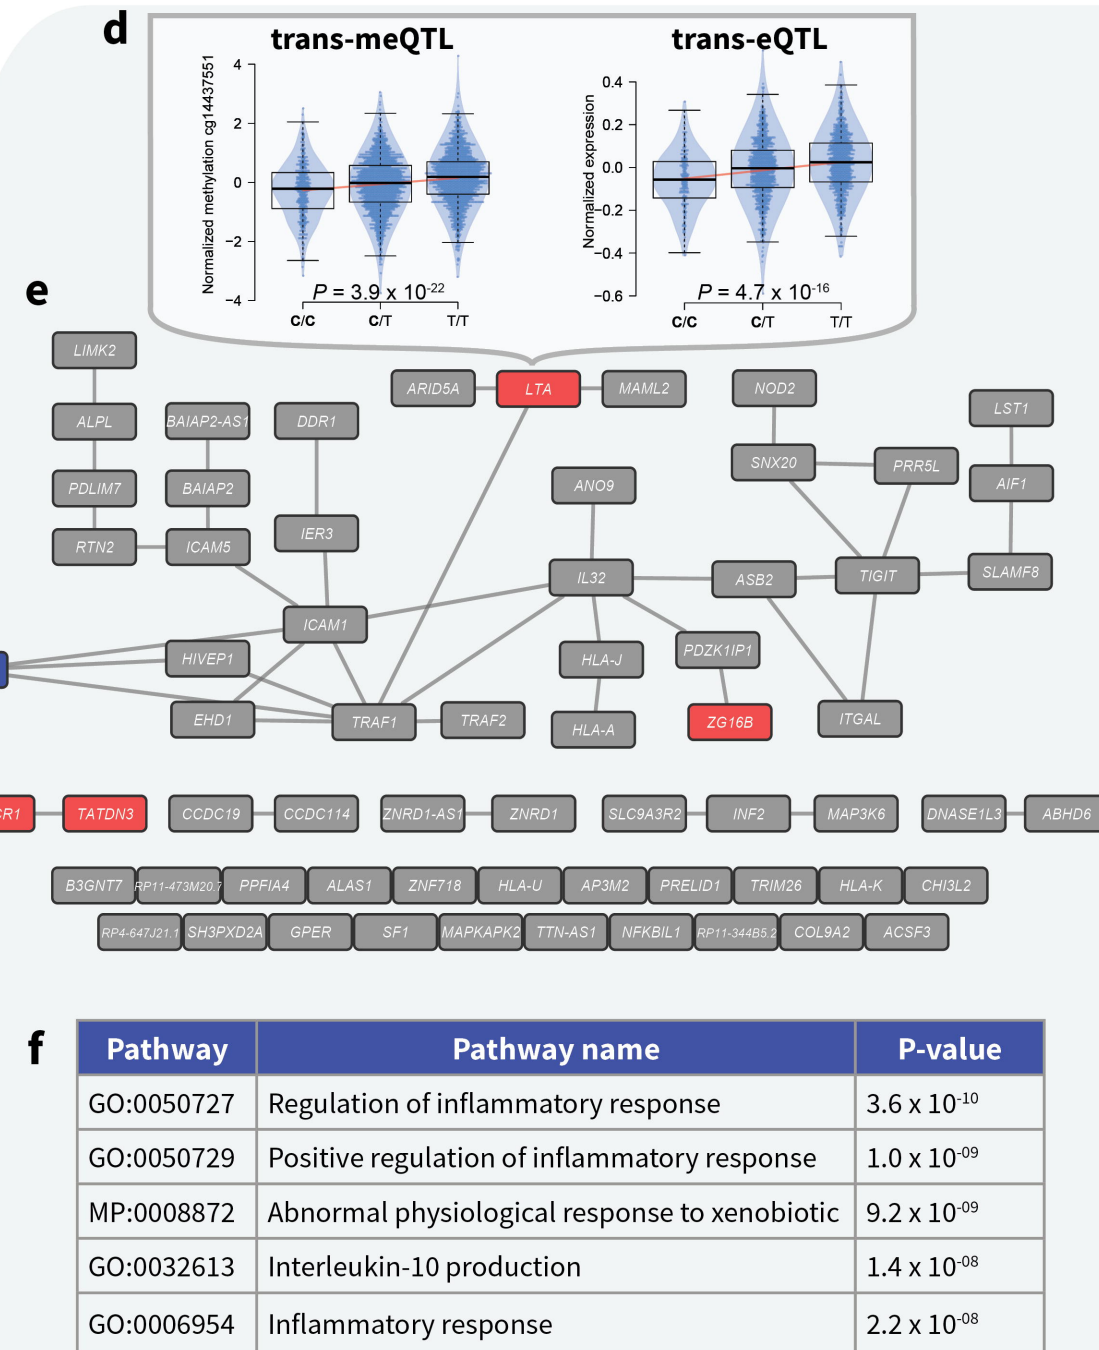 d
trans-meQTL
trans-eQTL
Normalized methylation cg14437551
4
2
0
−2
−4
P = 3.9 x 10-22
C/C
C/T
T/T
Normalized expression
0.4
0.2
0.0
−0.2
−0.4
−0.6
P = 4.7 x 10-16
C/C
C/T
T/T
e
LIMK2
ARID5A
LTA
MAML2
NOD2
LST1
ALPL
BAIAP2-AS1
DDR1
SNX20
PRR5L
PDLIM7
BAIAP2
ANO9
AIF1
RTN2
ICAM5
IER3
IL32
ASB2
TIGIT
SLAMF8
ICAM1
HIVEP1
HLA-J
PDZK1IP1
EHD1
TRAF1
TRAF2
HLA-A
ZG16B
ITGAL
CR1
TATDN3
CCDC19
CCDC114
ZNRD1-AS1
ZNRD1
SLC9A3R2
INF2
MAP3K6
DNASE1L3
ABHD6
B3GNT7
RP11-473M20.7
PPFIA4
ALAS1
ZNF718
HLA-U
AP3M2
PRELID1
TRIM26
HLA-K
CHI3L2
RP4-647J21.1
SH3PXD2A
GPER
SF1
MAPKAPK2
TTN-AS1
NFKBIL1
RP11-344B5.2
COL9A2
ACSF3
f
Pathway
Pathway name
P-value
GO:0050727
Regulation of inflammatory response
3.6 x 10-10
GO:0050729
Positive regulation of inflammatory response
1.0 x 10-09
MP:0008872
Abnormal physiological response to xenobiotic
9.2 x 10-09
GO:0032613
Interleukin-10 production
1.4 x 10-08
GO:0006954
Inflammatory response
2.2 x 10-08